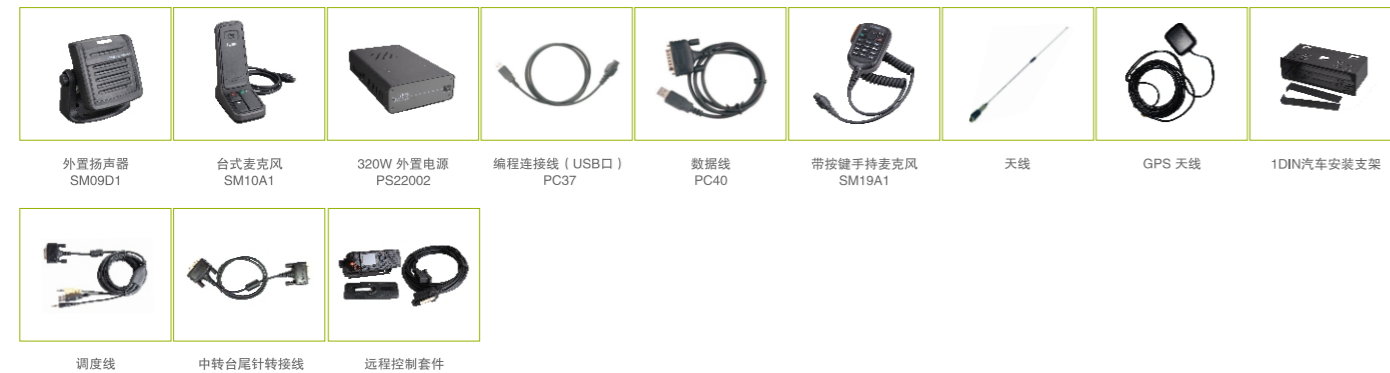 外置扬声器
SM09D1
台式麦克风
SM10A1
320W 外置电源
PS22002
编程连接线（USB口）
PC37
数据线
PC40
带按键手持麦克风
SM19A1
天线
GPS 天线
1DIN汽车安装支架
调度线
中转台尾针转接线
远程控制套件